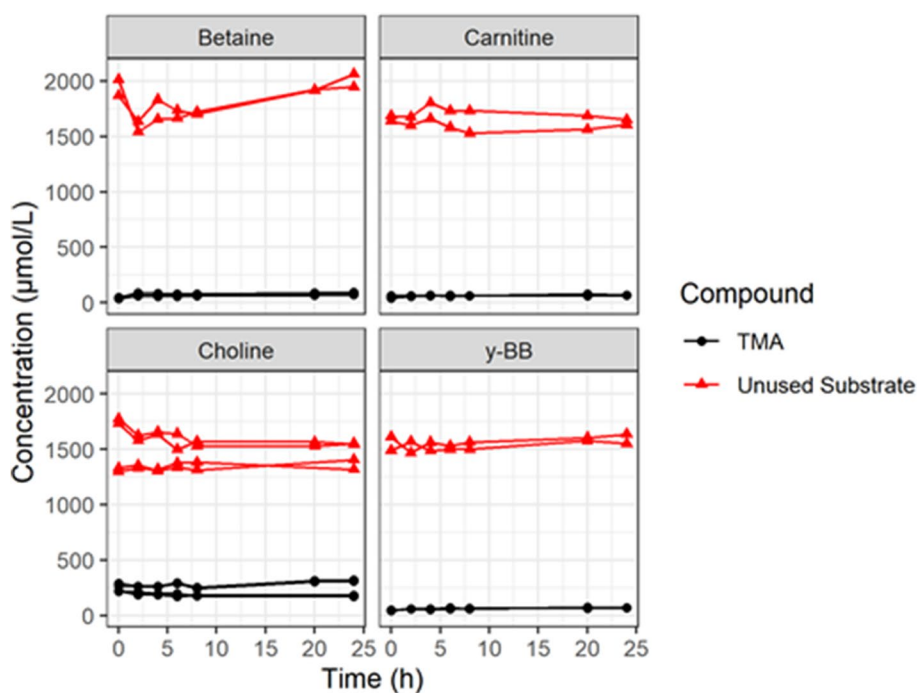 Betaine Carnitine
2000
1500
1000
500
0
Choline y-BB
2000
1500
1000
500
0
0 5 10 15 20 25 0 5 10 15 20 25
Time (h)
Concentration (µmol/L)
Compound
TMA
Unused Substrate